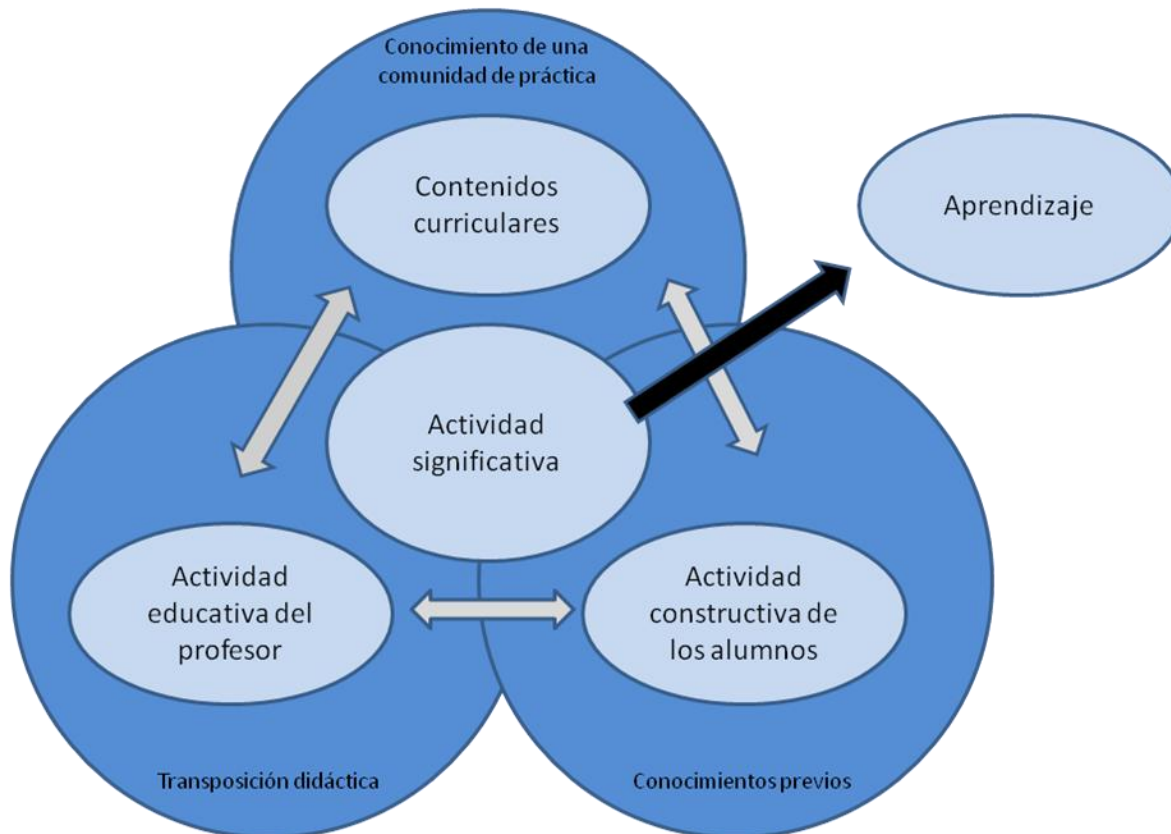 Conocimiento de una
comunidad de práctica
Contenidos
curriculares
Aprendizaje
Actividad
significativa
Actividad
educativa del
profesor
Actividad
constructiva de
los alumnos
Transposición didáctica
Conocimientos previos